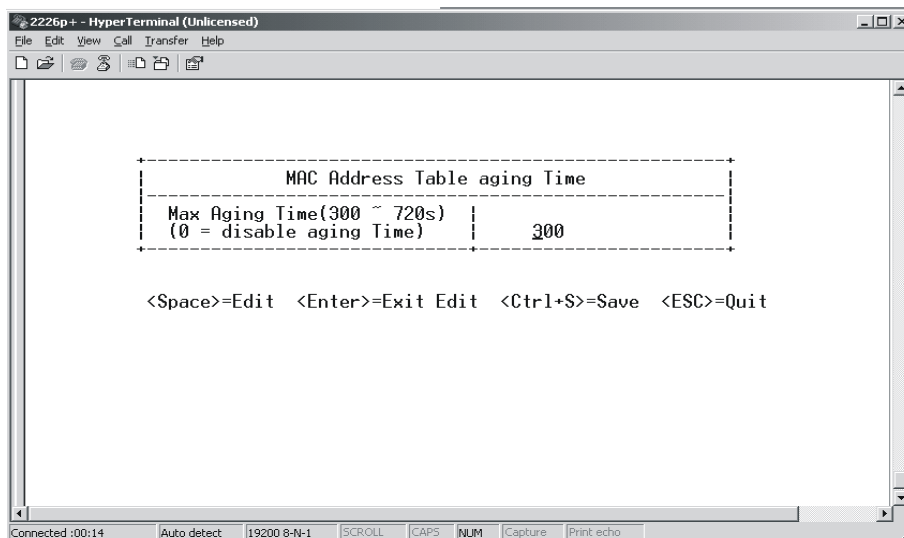 2226p+ - HyperTerminal (Unlicensed)
File Edit View Call Transfer Help
MAC Address Table aging Time
Max Aging Time(300 ~ 720s)
(0 = disable aging Time) 300
<Space>=Edit <Enter>=Exit Edit <Ctrl+S>=Save <ESC>=Quit
Connected :00:14 Auto detect 19200 8-N-1 SCROLL CAPS NUM Capture Print echo